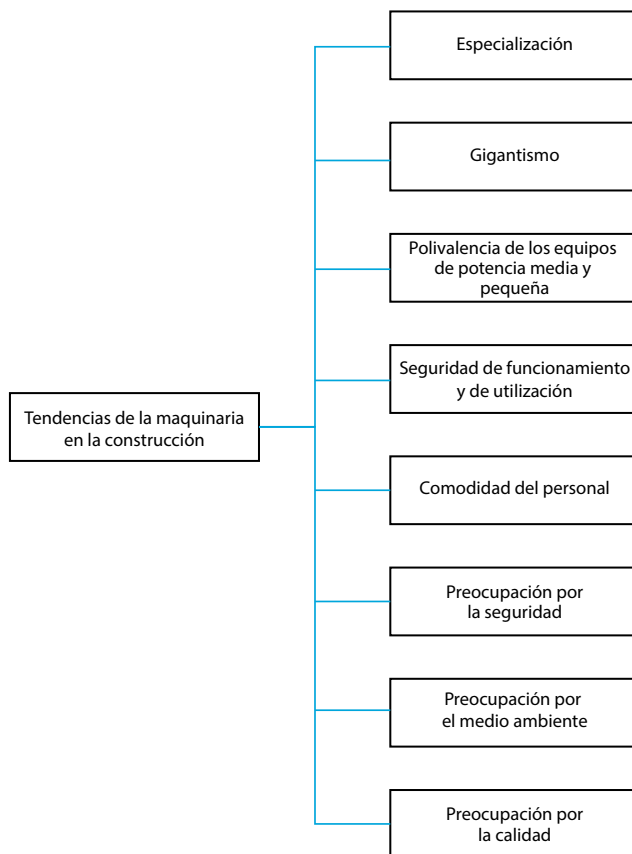 Especialización
Gigantismo
Polivalencia de los equipos
de potencia media y
pequeña
Seguridad de funcionamiento
y de utilización
Tendencias de la maquinaria
en la construcción
Comodidad del personal
Preocupación por
la seguridad
Preocupación por
el medio ambiente
Preocupación por
la calidad